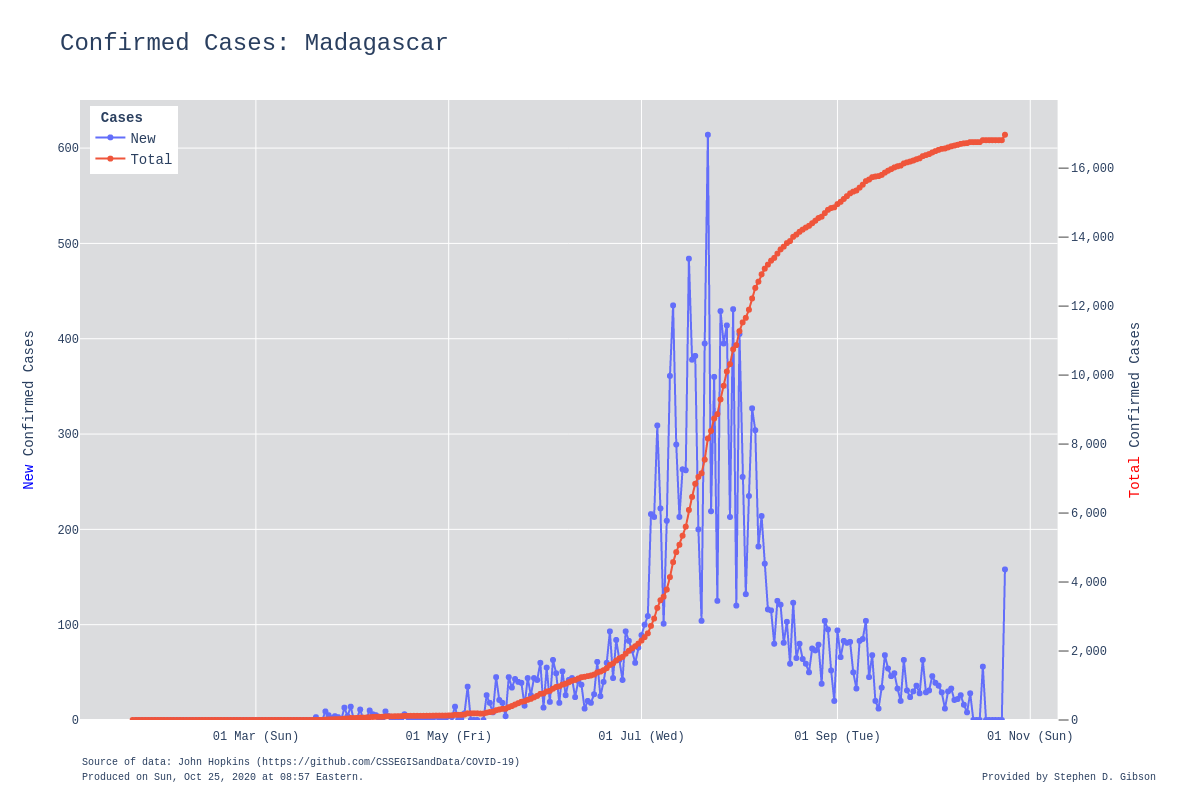 Confirmed Cases: Madagascar
Cases
New
Total
600
500
400
300
200
100
0
16,000
14,000
12,000
10,000
8,000
6,000
4,000
2,000
0
New Confirmed Cases
Total Confirmed Cases
01 Mar (Sun)
01 May (Fri)
01 Jul (Wed)
01 Sep (Tue)
01 Nov (Sun)
Source of data: John Hopkins (https://github.com/CSSEGISandData/COVID-19)
Produced on Sun, Oct 25, 2020 at 08:57 Eastern.
Provided by Stephen D. Gibson